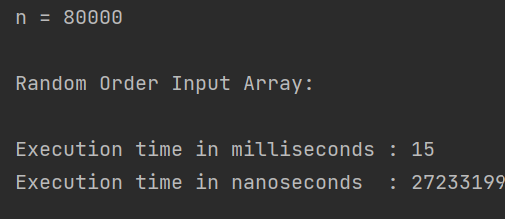 n = 80000
Random Order Input Array:
Execution time in milliseconds : 15
Execution time in nanoseconds  : 27233199